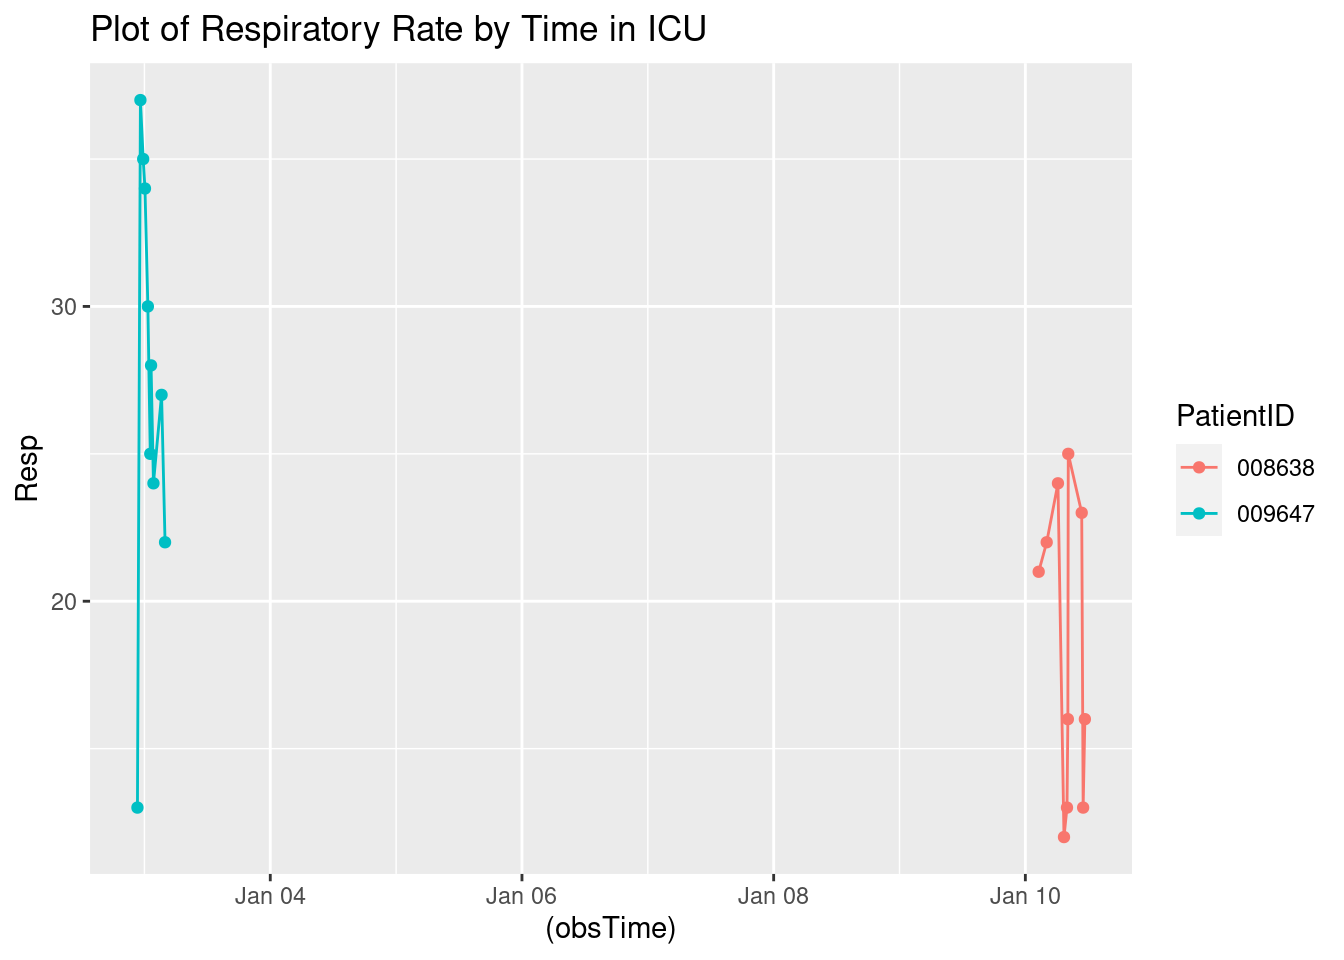 Plot of Respiratory Rate by Time in ICU
Resp
30
20
Jan 04
Jan 06
Jan 08
Jan 10
(obsTime)
PatientID
008638
009647